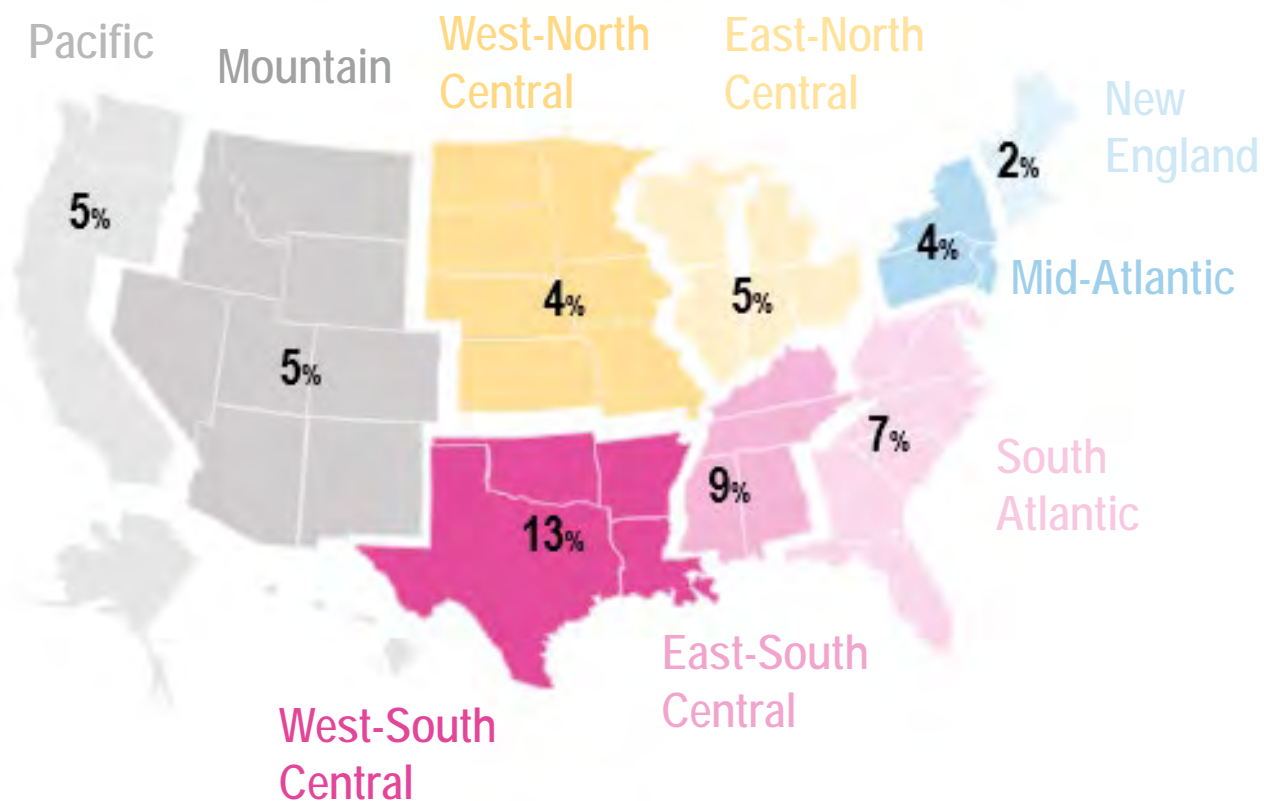 Pacific
Mountain
West-North
Central
East-North
Central
New
England
2%
5%
4%
Mid-Atlantic
4%
5%
5%
7%
South
Atlantic
9%
13%
East-South
Central
West-South
Central